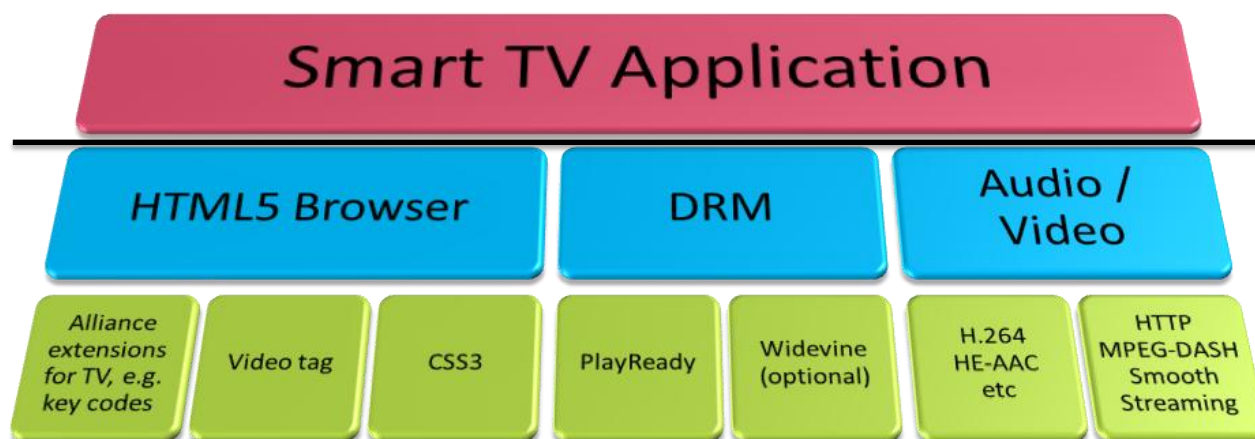 Smart TV Application
HTML5 Browser
DRM
Audio /
Video
Alliance
extensions
for TV, e.g.
key codes
Video tag
CSS3
PlayReady
Widevine
(optional)
H.264
HE-AAC
etc
HTTP
MPEG-DASH
Smooth
Streaming